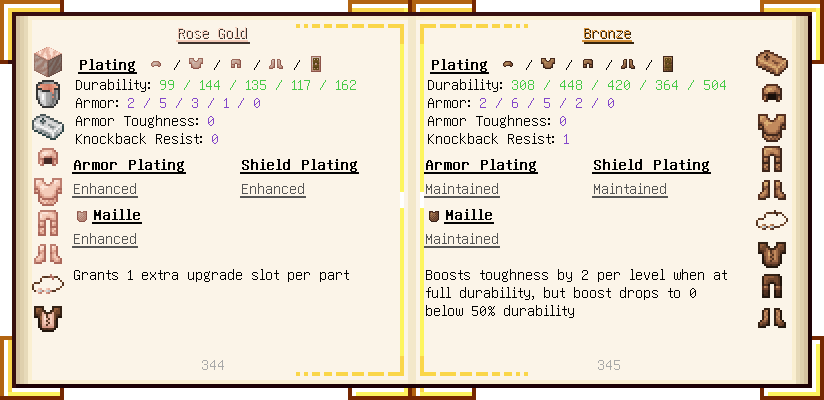 Rose Gold
Plating / / / /
Durability: 99 / 144 / 135 / 117 / 162
Armor: 2 / 5 / 3 / 1 / 0
Armor Toughness: 0
Knockback Resist: 0
Armor Plating Shield Plating
Enhanced Enhanced
Maille
Enhanced
Grants 1 extra upgrade slot per part
344
Bronze
Plating / / / /
Durability: 308 / 448 / 420 / 364 / 504
Armor: 2 / 6 / 5 / 2 / 0
Armor Toughness: 0
Knockback Resist: 1
Armor Plating Shield Plating
Maintained Maintained
Maille
Maintained
Boosts toughness by 2 per level when at
full durability, but boost drops to 0
below 50% durability
345